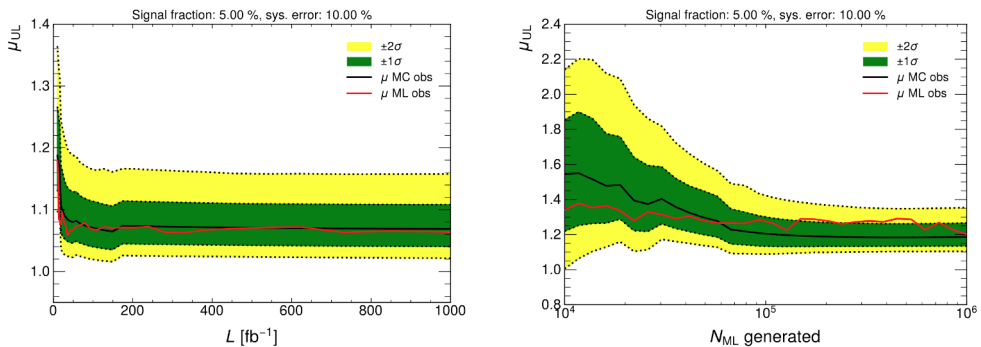 Signal fraction: 5.00 %, sys. error: 10.00 %
μUL
1.4
1.3
1.2
1.1
1.0
±2σ
±1σ
μ MC obs
μ ML obs
0 200 400 600 800 1000
L [fb⁻¹]
Signal fraction: 5.00 %, sys. error: 10.00 %
μUL
2.4
2.2
2.0
1.8
1.6
1.4
1.2
1.0
0.8
±2σ
±1σ
μ MC obs
μ ML obs
10⁴ 10⁵ 10⁶
N_ML generated